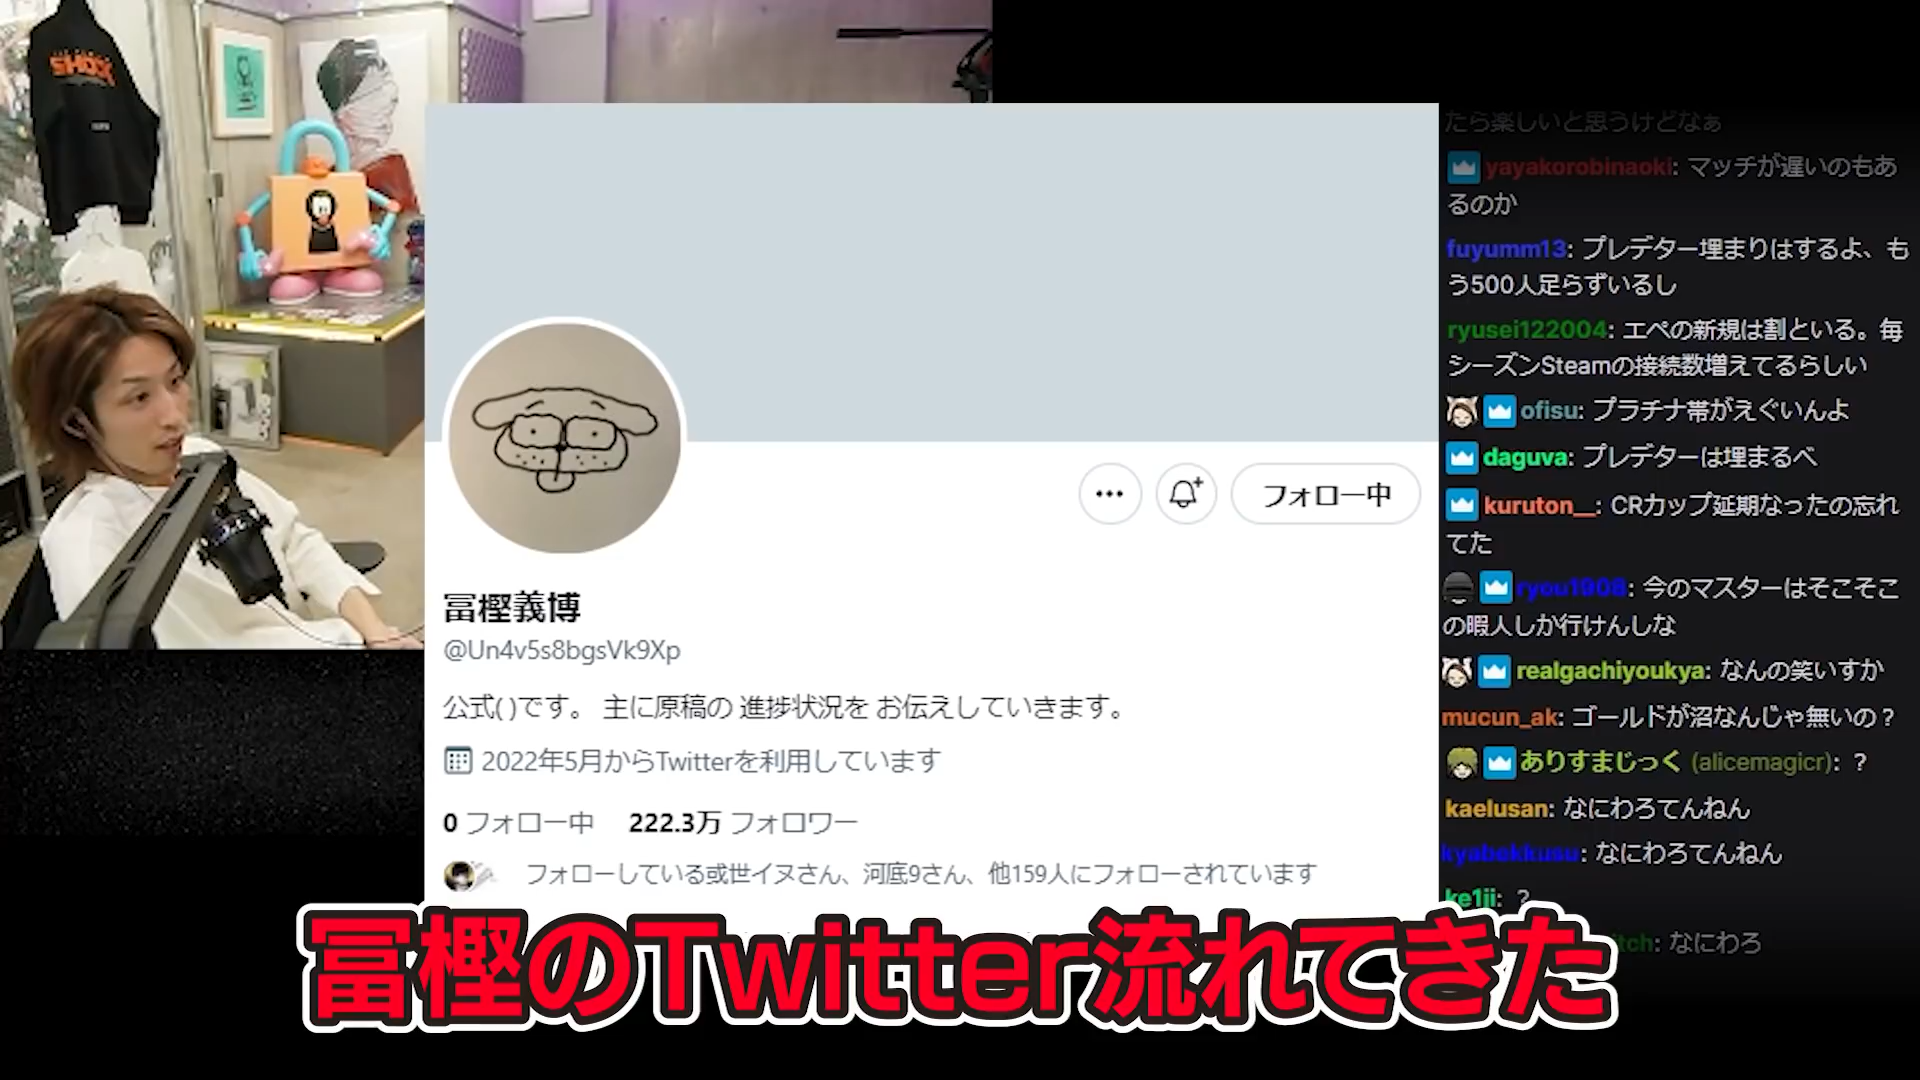 SHOX
冨樫義博
@Un4v5s8bgsVk9Xp
公式( )です。 主に原稿の 進捗状況を お伝えしていきます。
2022年5月からTwitterを利用しています
0 フォロー中 222.3万 フォロワー
フォローしている或世イヌさん、河底9さん、他159人にフォローされています
フォロー中
たら楽しいと思うけどなぁ
yayakorobinaoki: マッチが遅いのもあ
るのか
fuyumm13: プレデター埋まりはするよ、も
う500人足らずいるし
ryusei122004: エペの新規は割といる。毎
シーズンSteamの接続数増えてるらしい
ofisu: プラチナ帯がえぐいんよ
daguva: プレデターは埋まるべ
kuruton__: CRカップ延期なったの忘れ
てた
ryou1908: 今のマスターはそこそこ
の暇人しか行けんしな
realgachiyoukya: なんの笑いすか
mucun_ak: ゴールドが沼なんじゃ無いの？
ありすまじっく (alicemagicr): ？
kaelusan: なにわろてんねん
kyabekkusu: なにわろてんねん
ke1ji: ？
itch: なにわろ
冨樫のTwitter流れてきた